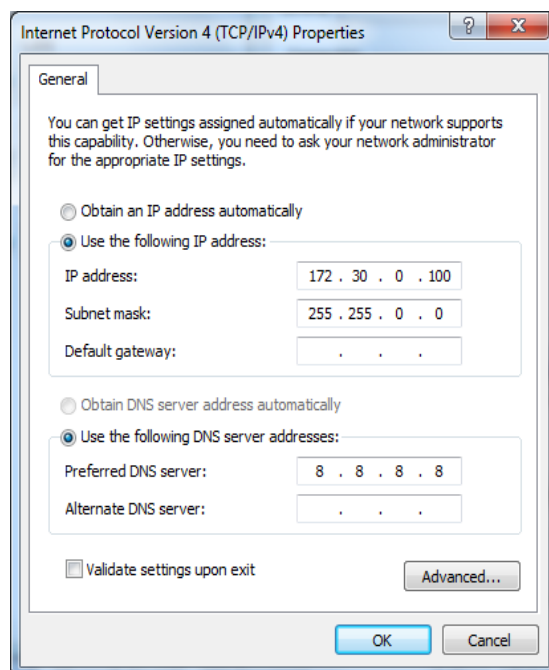 Internet Protocol Version 4 (TCP/IPv4) Properties
General
You can get IP settings assigned automatically if your network supports
this capability. Otherwise, you need to ask your network administrator
for the appropriate IP settings.
Obtain an IP address automatically
Use the following IP address:
IP address: 172 . 30 . 0 . 100
Subnet mask: 255 . 255 . 0 . 0
Default gateway: . . .
Obtain DNS server address automatically
Use the following DNS server addresses:
Preferred DNS server: 8 . 8 . 8 . 8
Alternate DNS server: . . .
Validate settings upon exit
Advanced...
OK Cancel